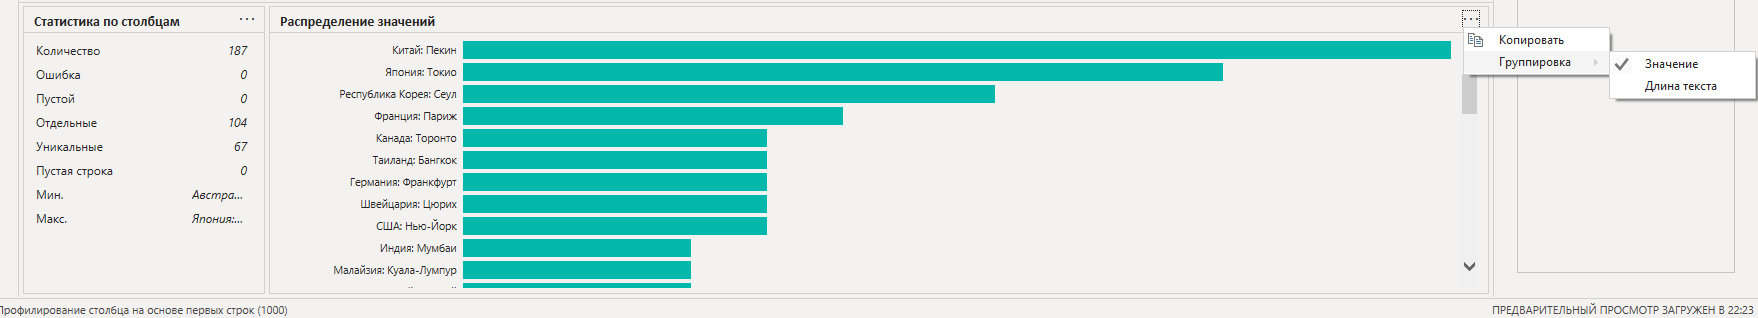 Статистика по столбцам ...
Количество 187
Ошибка 0
Пустой 0
Отдельные 104
Уникальные 67
Пустая строка 0
Мин. Австра...
Макс. Япония:...
Распределение значений ...
Китай: Пекин
Япония: Токио
Республика Корея: Сеул
Франция: Париж
Канада: Торонто
Таиланд: Бангкок
Германия: Франкфурт
Швейцария: Цюрих
США: Нью-Йорк
Индия: Мумбаи
Малайзия: Куала-Лумпур
Копировать
Группировка
Значение
Длина текста
Профилирование столбца на основе первых строк (1000)
ПРЕДВАРИТЕЛЬНЫЙ ПРОСМОТР ЗАГРУЖЕН В 22:23